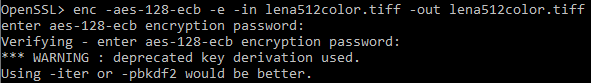 OpenSSL> enc -aes-128-ecb -e -in lena512color.tiff -out lena512color.tiff
enter aes-128-ecb encryption password:
Verifying - enter aes-128-ecb encryption password:
*** WARNING : deprecated key derivation used.
Using -iter or -pbkdf2 would be better.